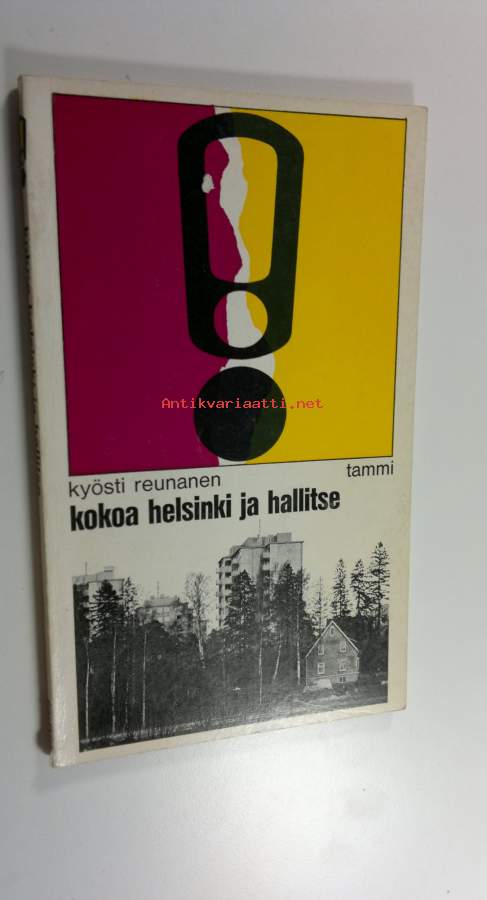 Antikvariaatti.net
kyösti reunanen
tammi
kokoa helsinki ja hallitse